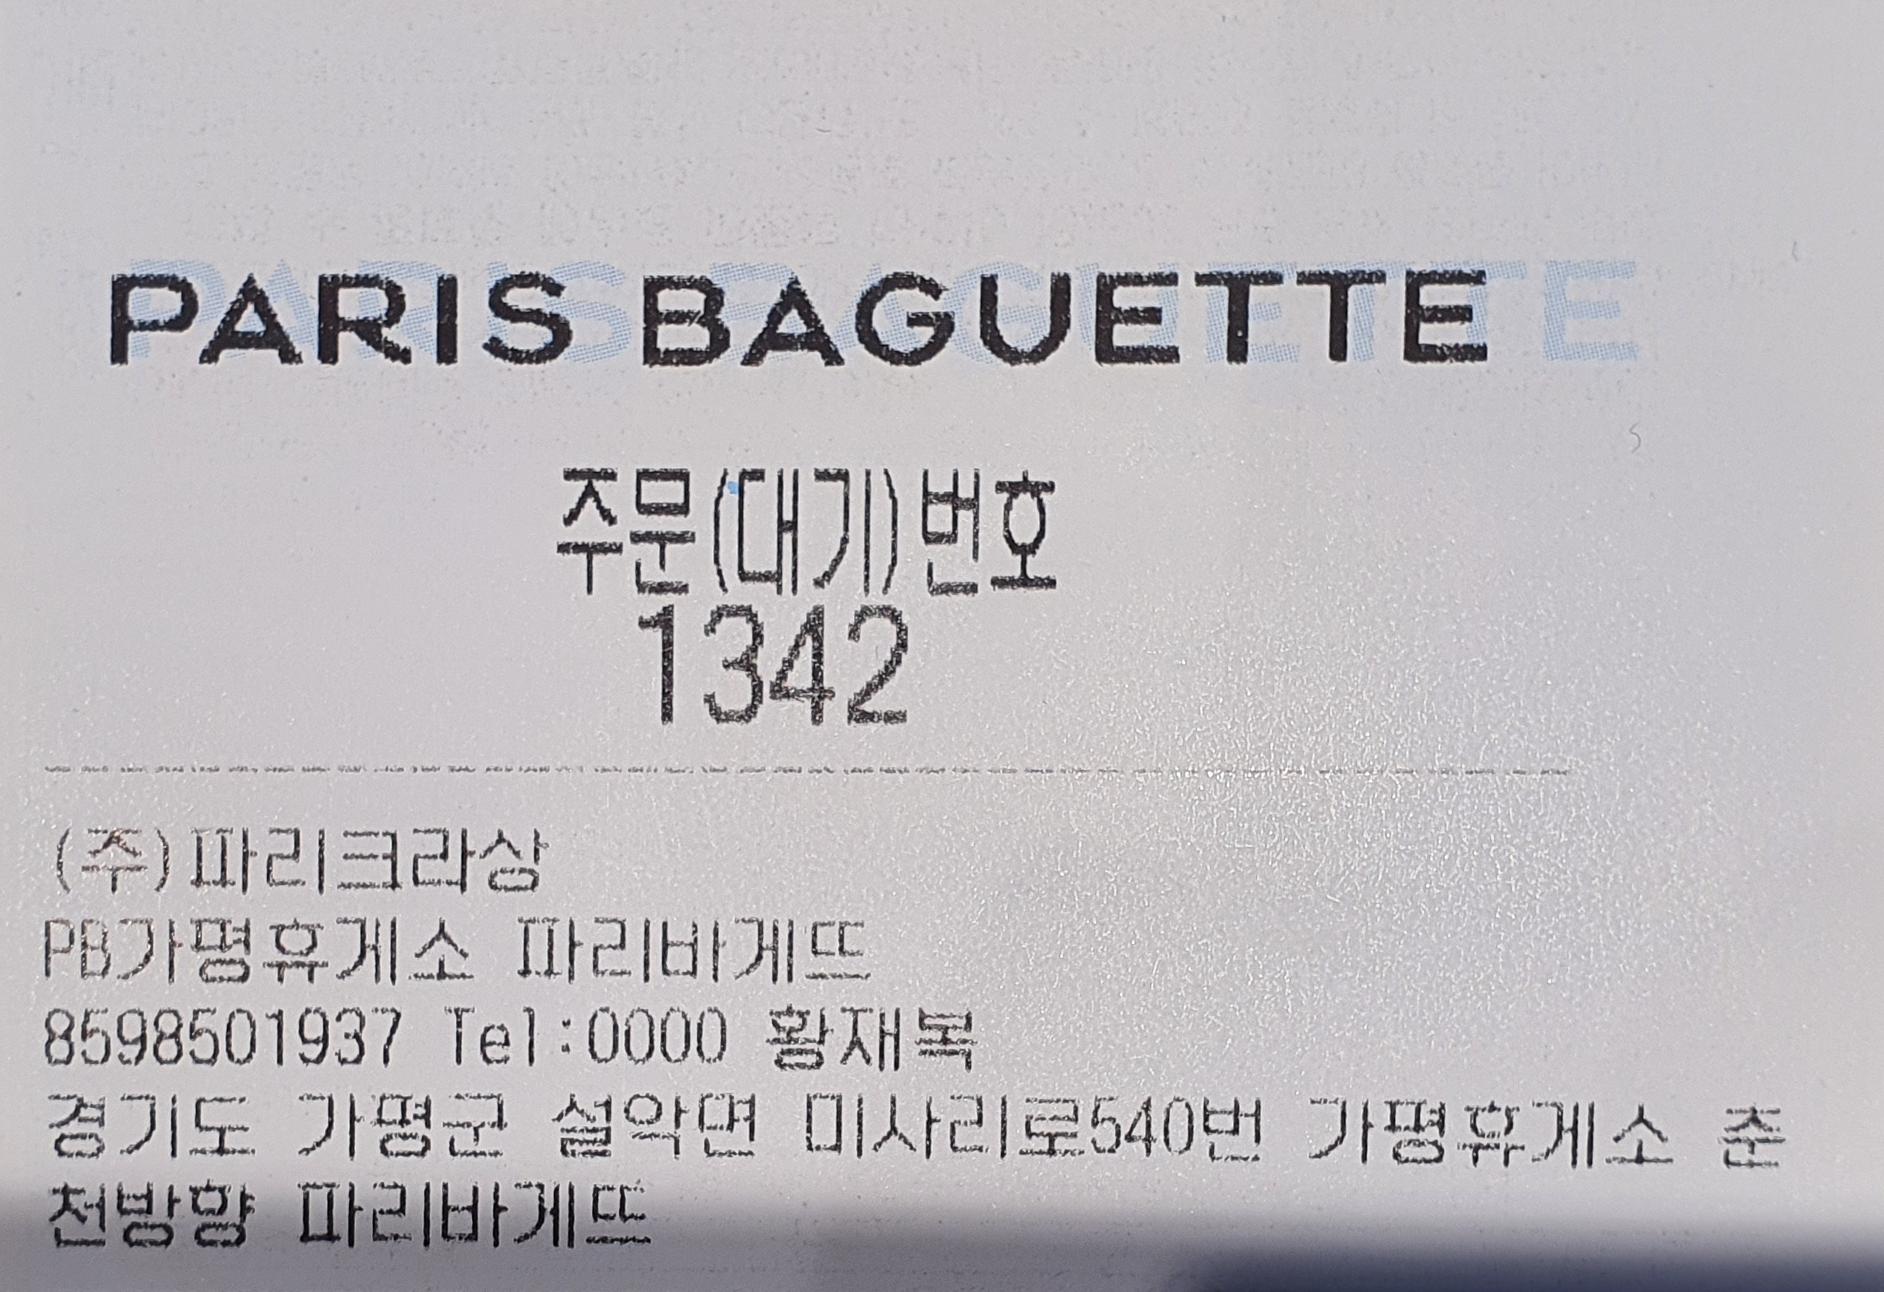 PARIS BAGUETTE
주문(대기)번호
1342
(주)파리크라상
PB가평휴게소 파리바게뜨
8598501937 Tel:0000 황재복
경기도 가평군 설악면 미사리로540번 가평휴게소 춘
천방향 파리바게뜨